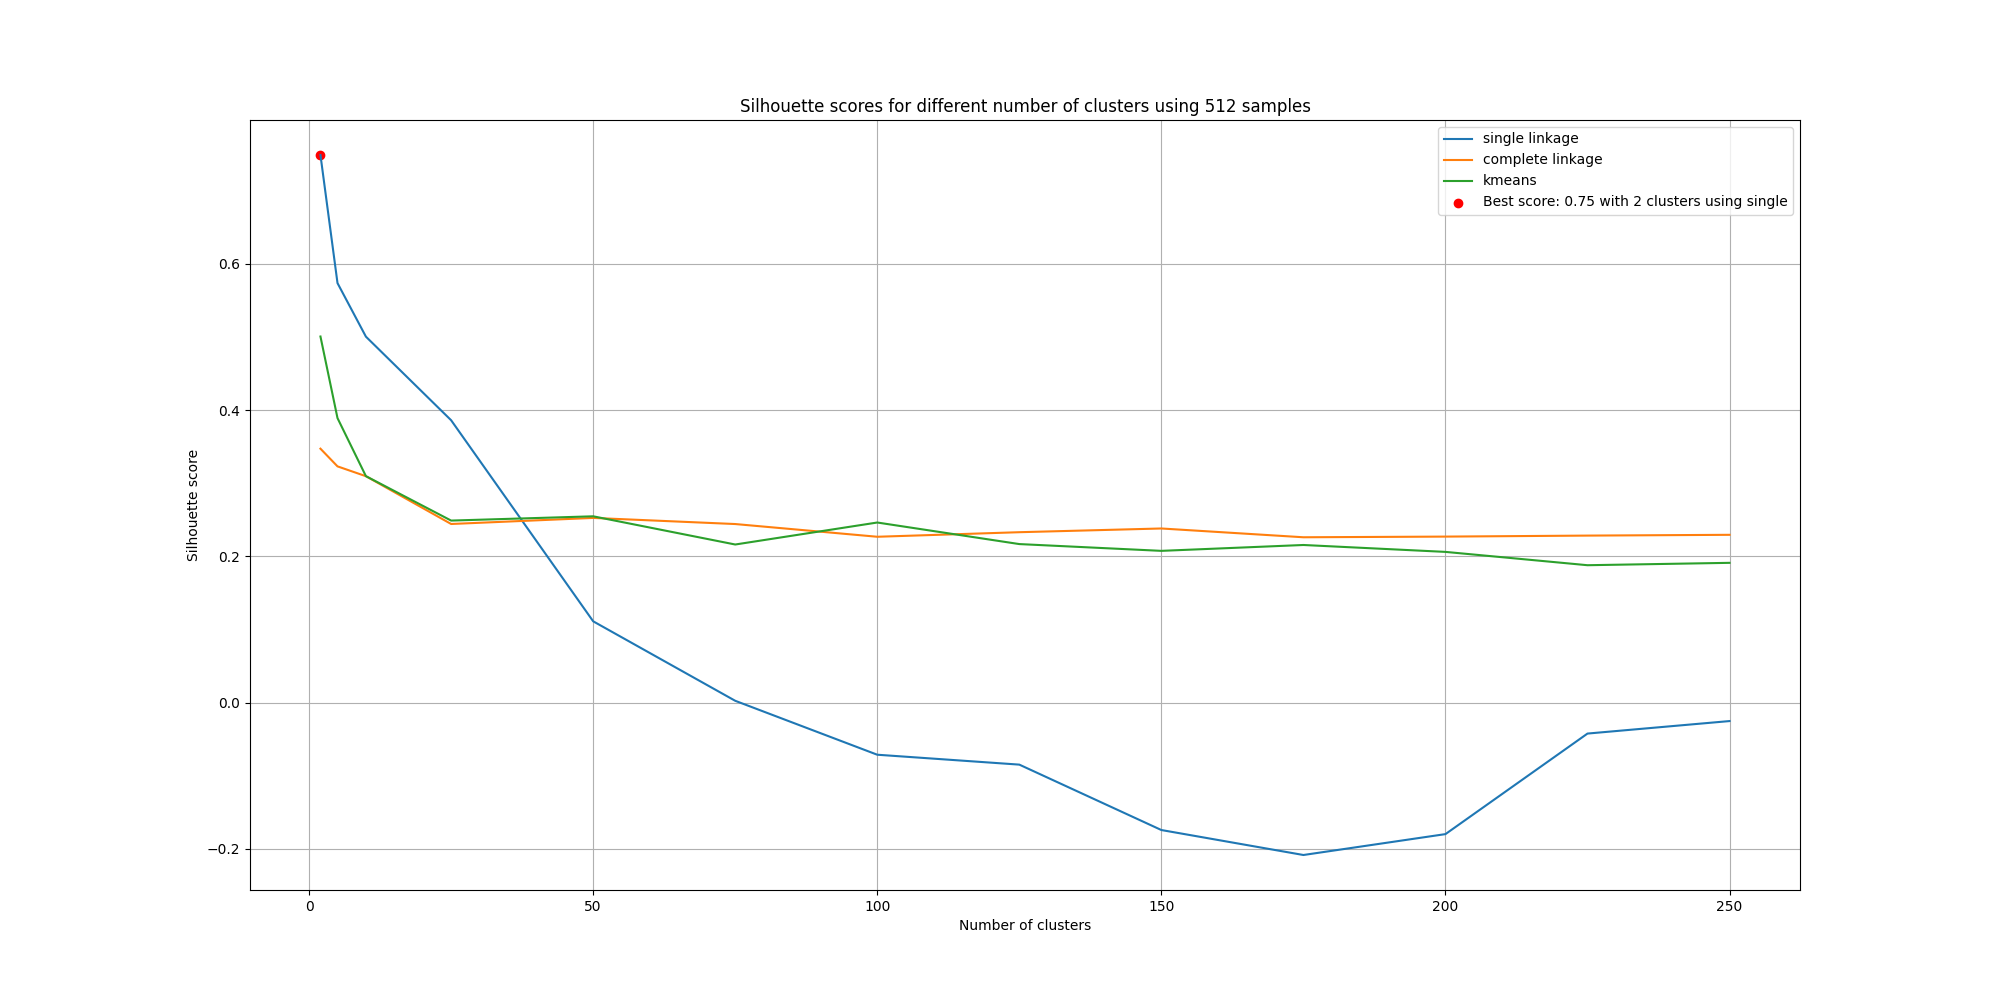 Silhouette scores for different number of clusters using 512 samples
single linkage
complete linkage
kmeans
Best score: 0.75 with 2 clusters using single
Silhouette score
0.6
0.4
0.2
0.0
−0.2
0 50 100 150 200 250
Number of clusters